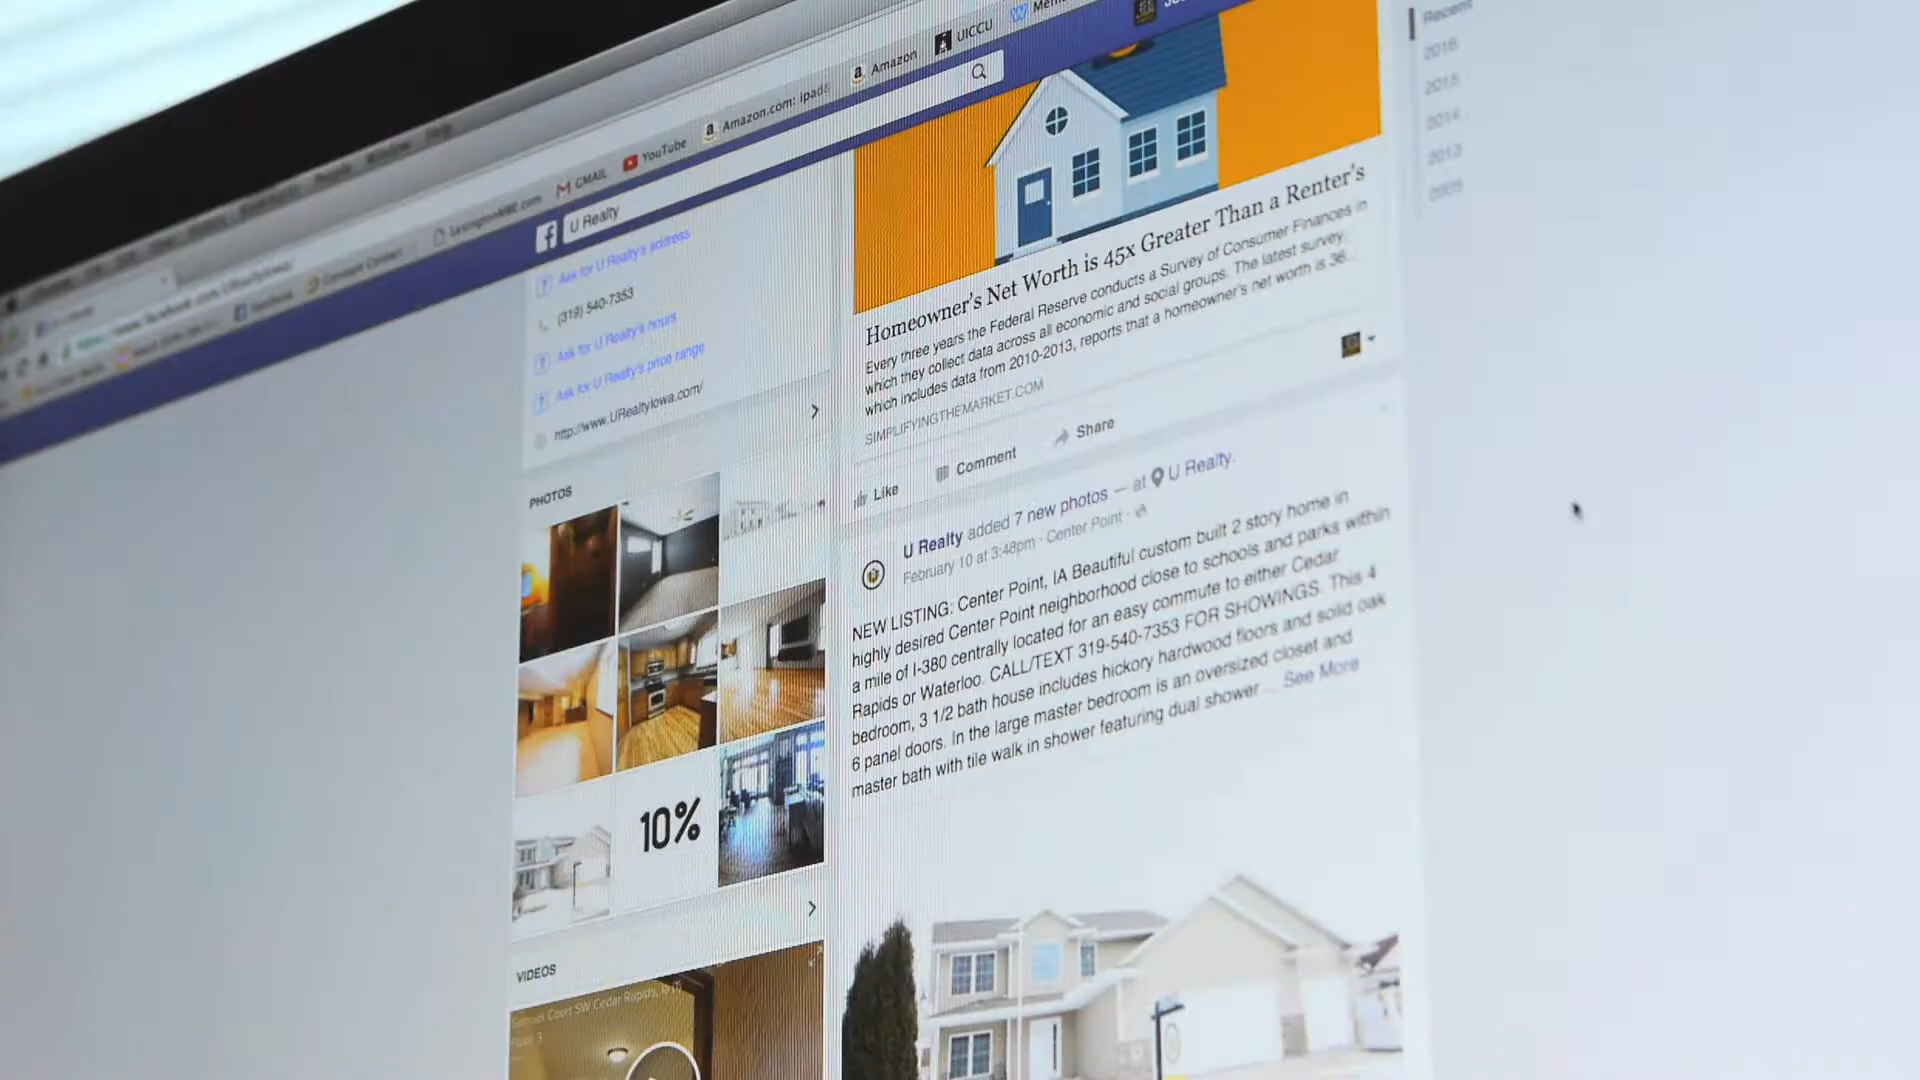 Help
GMAIL
YouTube
Amazon.com: ipads
Amazon
UICCU
U Realty
Ask for U Realty's address
(319) 540-7353
Ask for U Realty's hours
Ask for U Realty's price range
http://www.URealtyIowa.com/
PHOTOS
10%
VIDEOS
Homeowner's Net Worth is 45x Greater Than a Renter's
Every three years the Federal Reserve conducts a Survey of Consumer Finances in
which they collect data across all economic and social groups. The latest survey,
which includes data from 2010-2013, reports that a homeowner's net worth is 36...
SIMPLIFYINGTHEMARKET.COM
Like Comment Share
U Realty added 7 new photos — at U Realty.
February 10 at 3:48pm · Center Point ·
NEW LISTING: Center Point, IA Beautiful custom built 2 story home in
highly desired Center Point neighborhood close to schools and parks within
a mile of I-380 centrally located for an easy commute to either Cedar
Rapids or Waterloo. CALL/TEXT 319-540-7353 FOR SHOWINGS. This 4
bedroom, 3 1/2 bath house includes hickory hardwood floors and solid oak
6 panel doors. In the large master bedroom is an oversized closet and
master bath with tile walk in shower featuring dual shower ... See More
Recent
2016
2015
2014
2013